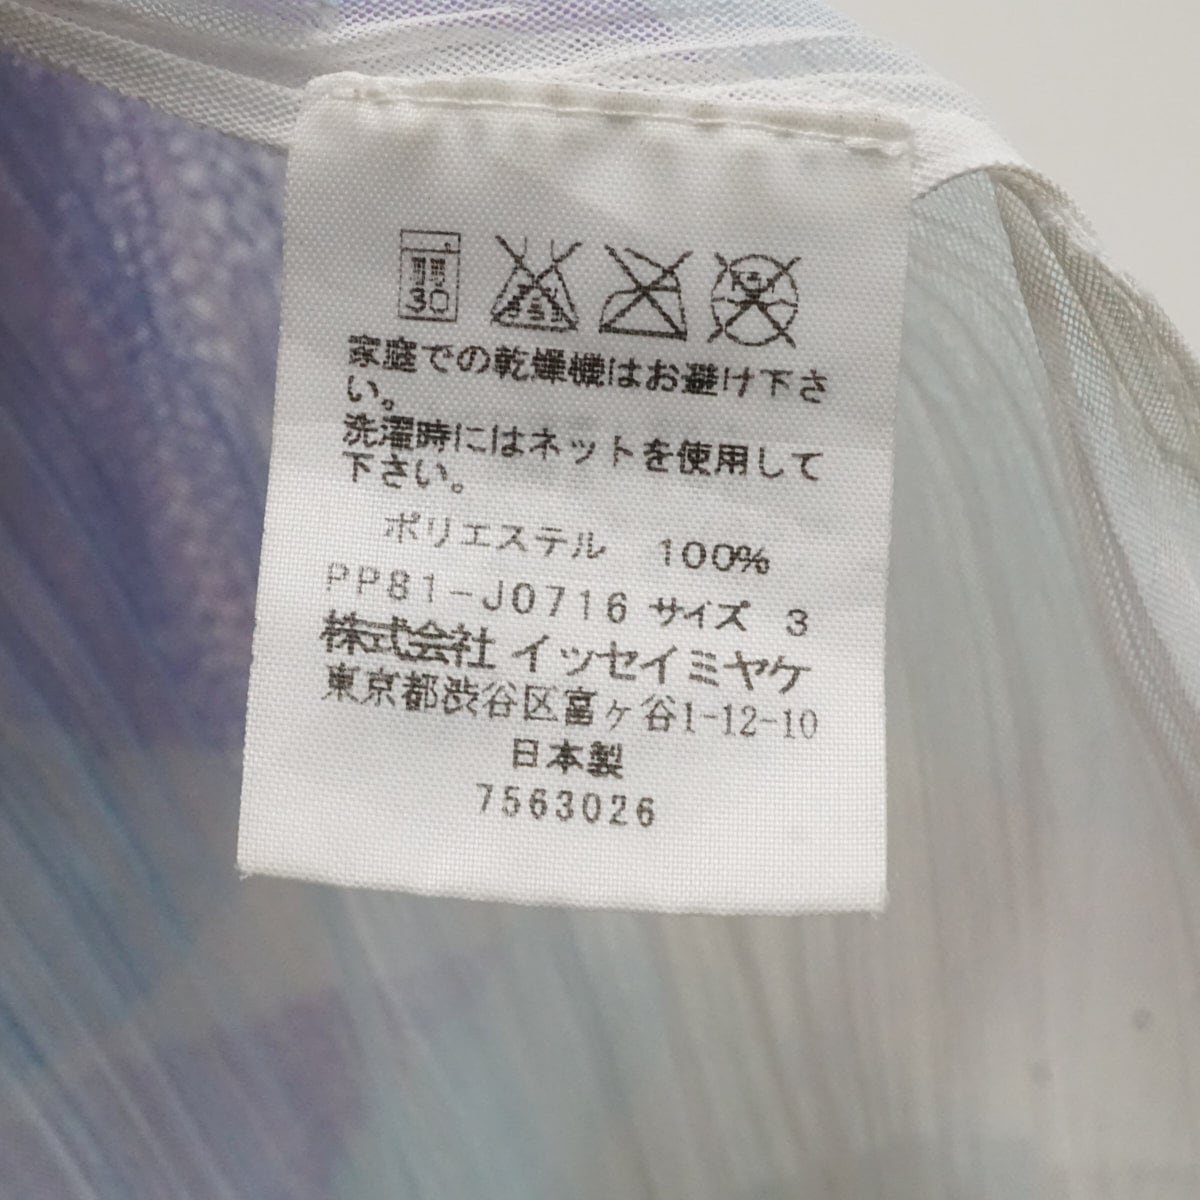 30
家庭での乾燥機はお避け下さ
い。
洗濯時にはネットを使用して
下さい。
ポリエステル 100%
PP81-J0716 サイズ 3
株式会社 イッセイミヤケ
東京都渋谷区富ヶ谷1-12-10
日本製
7563026